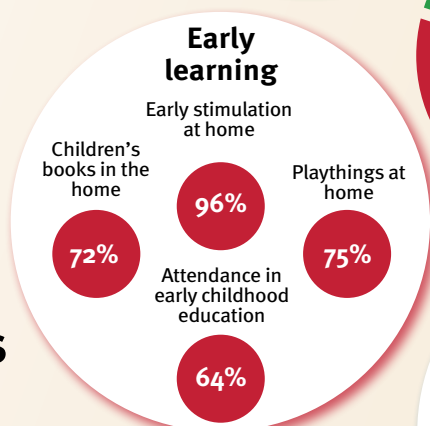 Early
learning
Early stimulation
at home
96%
Children's
books in the
home
72%
Playthings at
home
75%
Attendance in
early childhood
education
64%
s